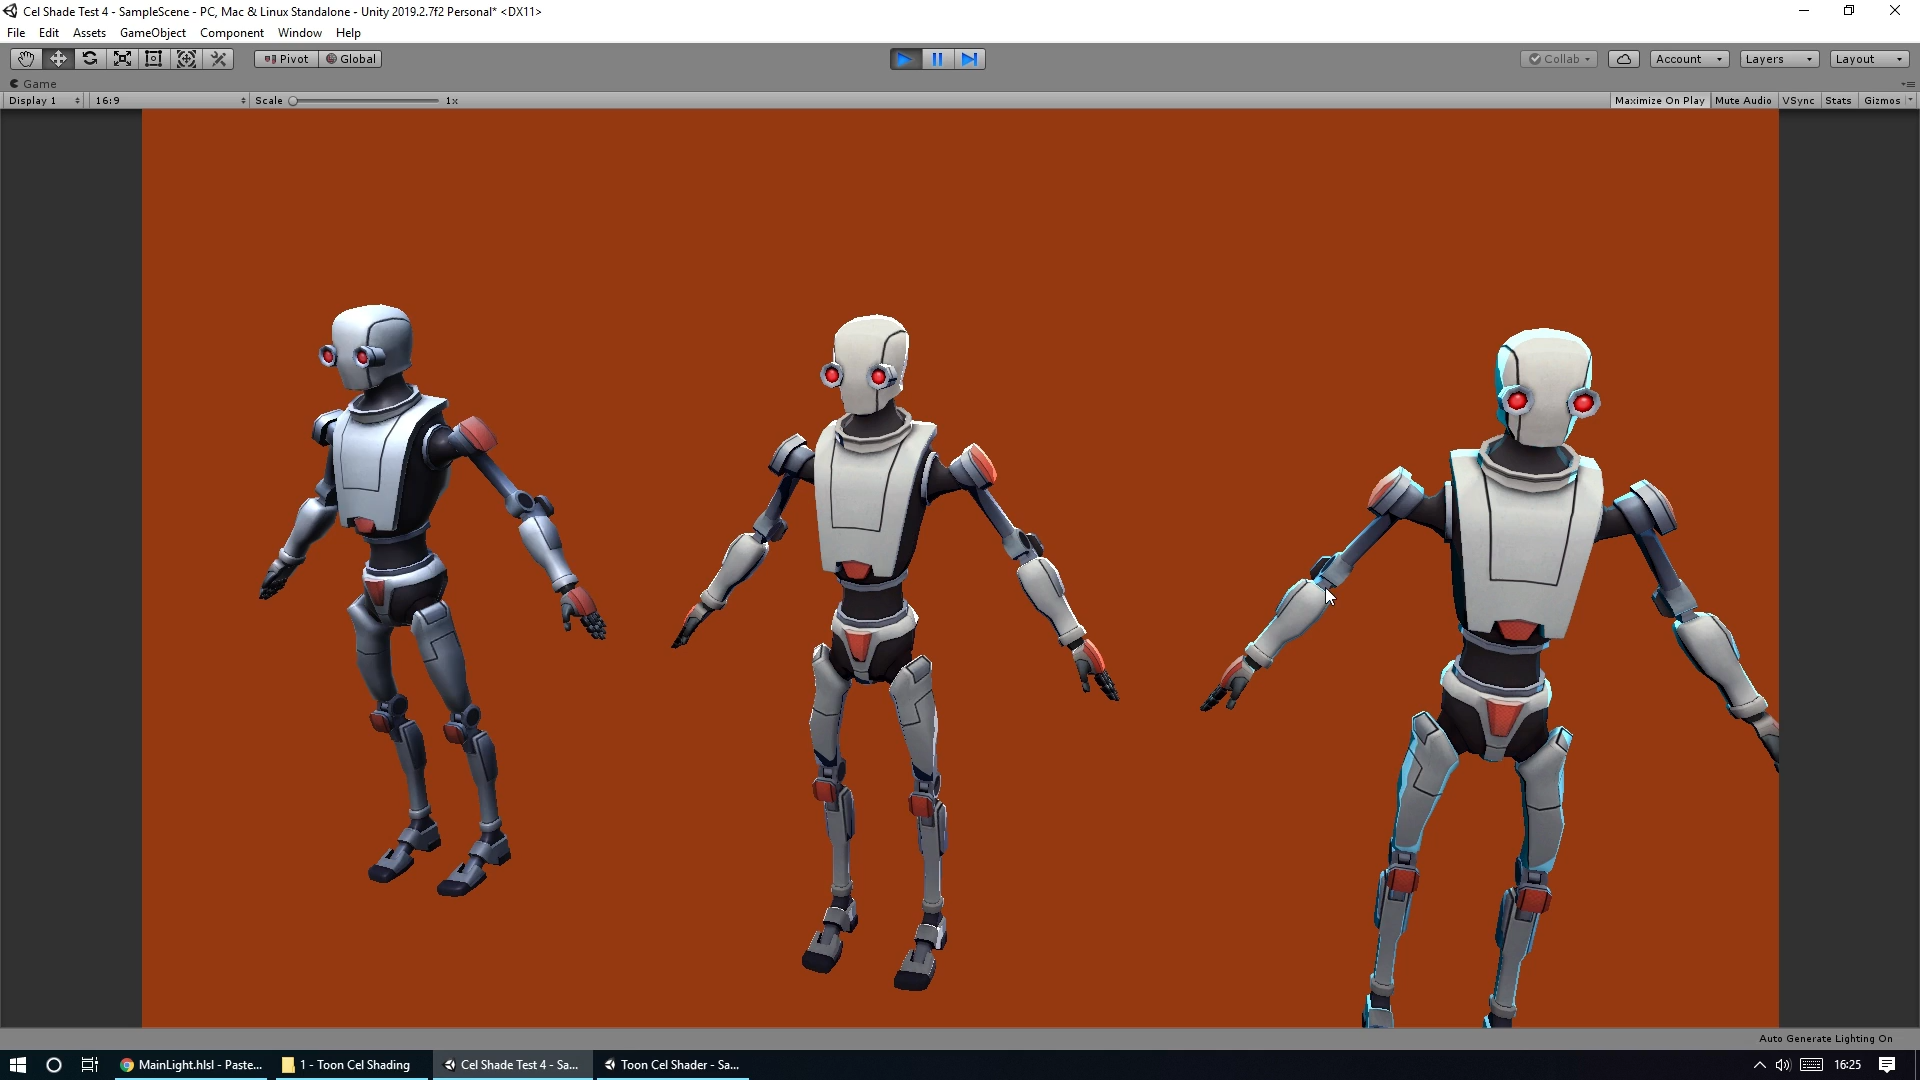 Cel Shade Test 4 - SampleScene - PC, Mac & Linux Standalone - Unity 2019.2.7f2 Personal* <DX11>
File Edit Assets GameObject Component Window Help
Pivot Global Collab Account Layers Layout
Game
Display 1 16:9 Scale 1x Maximize On Play Mute Audio VSync Stats Gizmos
Auto Generate Lighting On
MainLight.hlsl - Paste... 1 - Toon Cel Shading Cel Shade Test 4 - Sa... Toon Cel Shader - Sa... 16:25